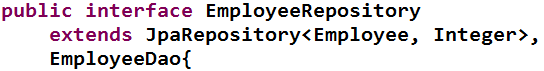 public interface EmployeeRepository
extends JpaRepository<Employee, Integer>,
EmployeeDao{